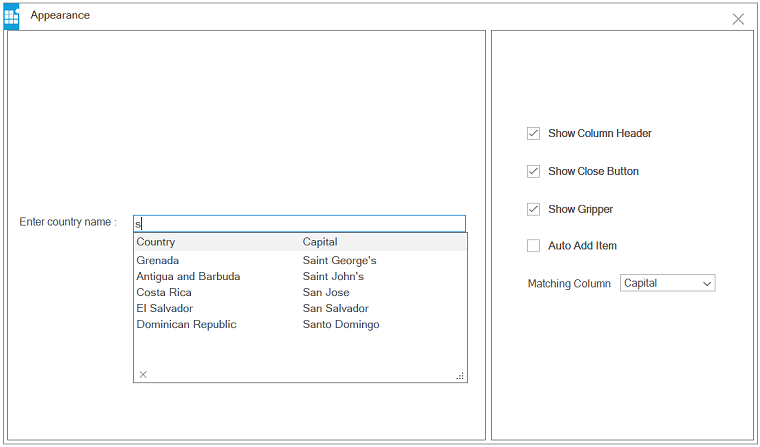 Appearance
Show Column Header
Show Close Button
Enter country name : s
Show Gripper
Country Capital
Auto Add Item
Grenada Saint George's
Antigua and Barbuda Saint John's
Matching Column Capital
Costa Rica San Jose
El Salvador San Salvador
Dominican Republic Santo Domingo